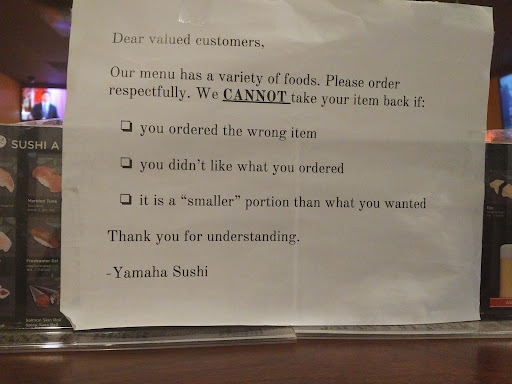 Dear valued customers,
Our menu has a variety of foods. Please order
respectfully. We CANNOT take your item back if:
❏ you ordered the wrong item
❏ you didn't like what you ordered
❏ it is a “smaller” portion than what you wanted
Thank you for understanding.
-Yamaha Sushi
SUSHI A